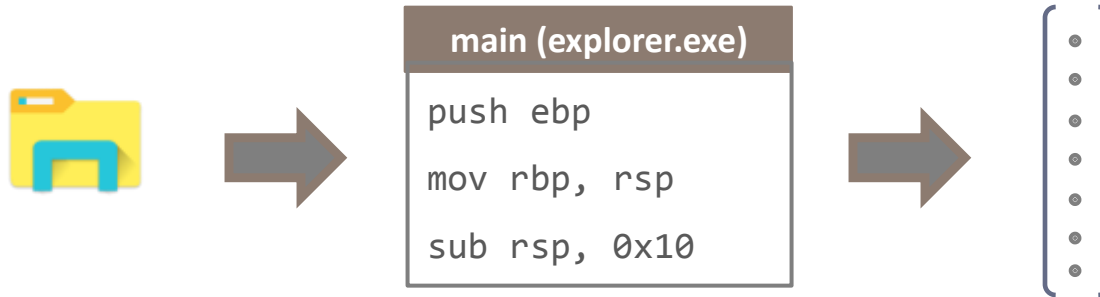 main (explorer.exe)
push ebp
mov rbp, rsp
sub rsp, 0x10